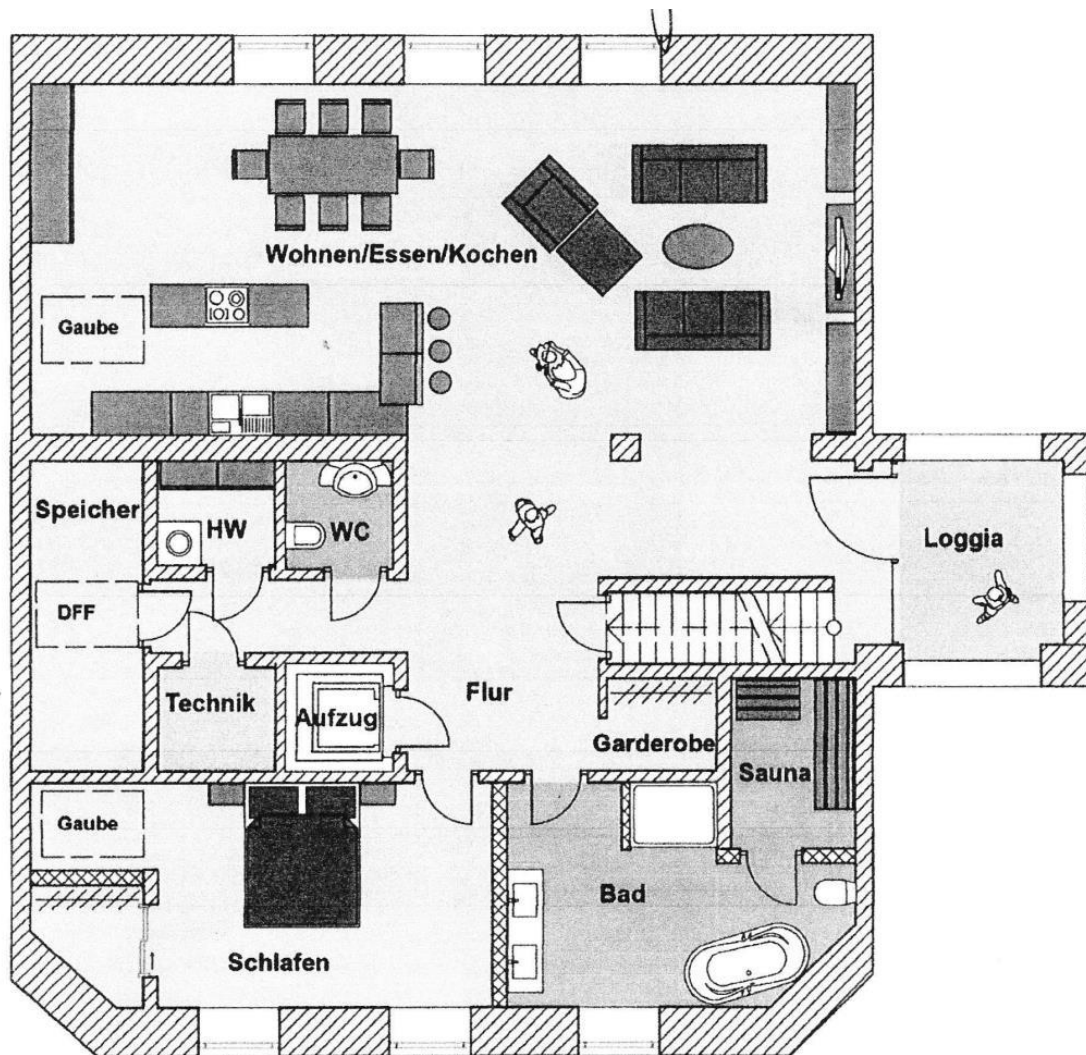 Wohnen/Essen/Kochen
Gaube
Speicher
HW
WC
Loggia
DFF
Technik
Aufzug
Flur
Garderobe
Sauna
Gaube
Bad
Schlafen